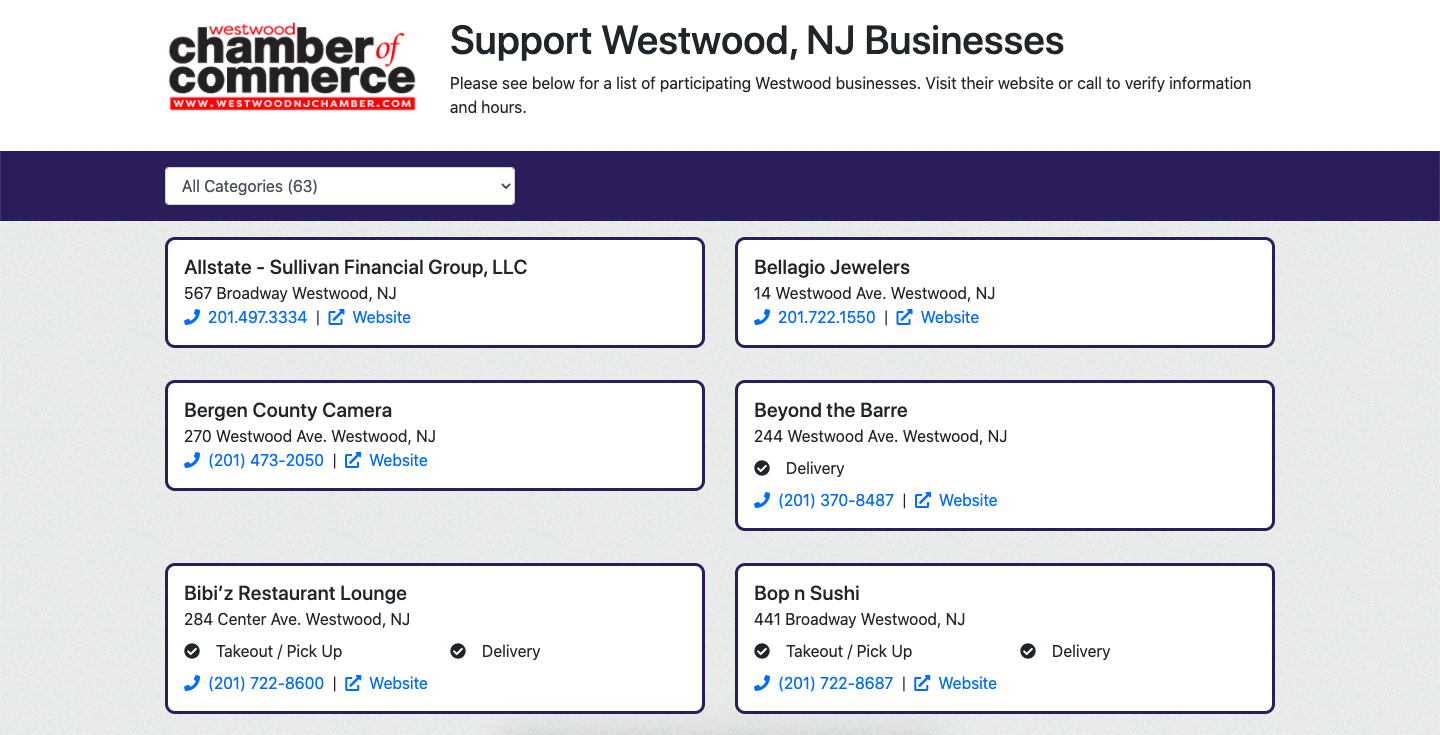 westwood
chamber of
commerce
WWW.WESTWOODNJCHAMBER.COM
Support Westwood, NJ Businesses
Please see below for a list of participating Westwood businesses. Visit their website or call to verify information
and hours.
All Categories (63)
Allstate - Sullivan Financial Group, LLC
567 Broadway Westwood, NJ
201.497.3334 | Website
Bellagio Jewelers
14 Westwood Ave. Westwood, NJ
201.722.1550 | Website
Bergen County Camera
270 Westwood Ave. Westwood, NJ
(201) 473-2050 | Website
Beyond the Barre
244 Westwood Ave. Westwood, NJ
Delivery
(201) 370-8487 | Website
Bibi’z Restaurant Lounge
284 Center Ave. Westwood, NJ
Takeout / Pick Up Delivery
(201) 722-8600 | Website
Bop n Sushi
441 Broadway Westwood, NJ
Takeout / Pick Up Delivery
(201) 722-8687 | Website